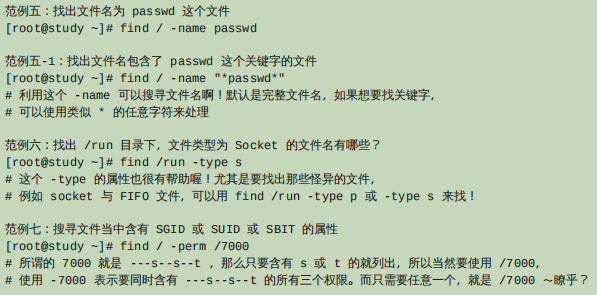 范例五：找出文件名为 passwd 这个文件
[root@study ~]# find / -name passwd
范例五-1：找出文件名包含了 passwd 这个关键字的文件
[root@study ~]# find / -name "*passwd*"
# 利用这个 -name 可以搜寻文件名啊！默认是完整文件名, 如果想要找关键字,
# 可以使用类似 * 的任意字符来处理
范例六：找出 /run 目录下, 文件类型为 Socket 的文件名有哪些？
[root@study ~]# find /run -type s
# 这个 -type 的属性也很有帮助喔！尤其是要找出那些怪异的文件,
# 例如 socket 与 FIFO 文件, 可以用 find /run -type p 或 -type s 来找！
范例七：搜寻文件当中含有 SGID 或 SUID 或 SBIT 的属性
[root@study ~]# find / -perm /7000
# 所谓的 7000 就是 ---s--s--t , 那么只要含有 s 或 t 的就列出, 所以当然要使用 /7000,
# 使用 -7000 表示要同时含有 ---s--s--t 的所有三个权限。而只需要任意一个, 就是 /7000 ～瞭乎？